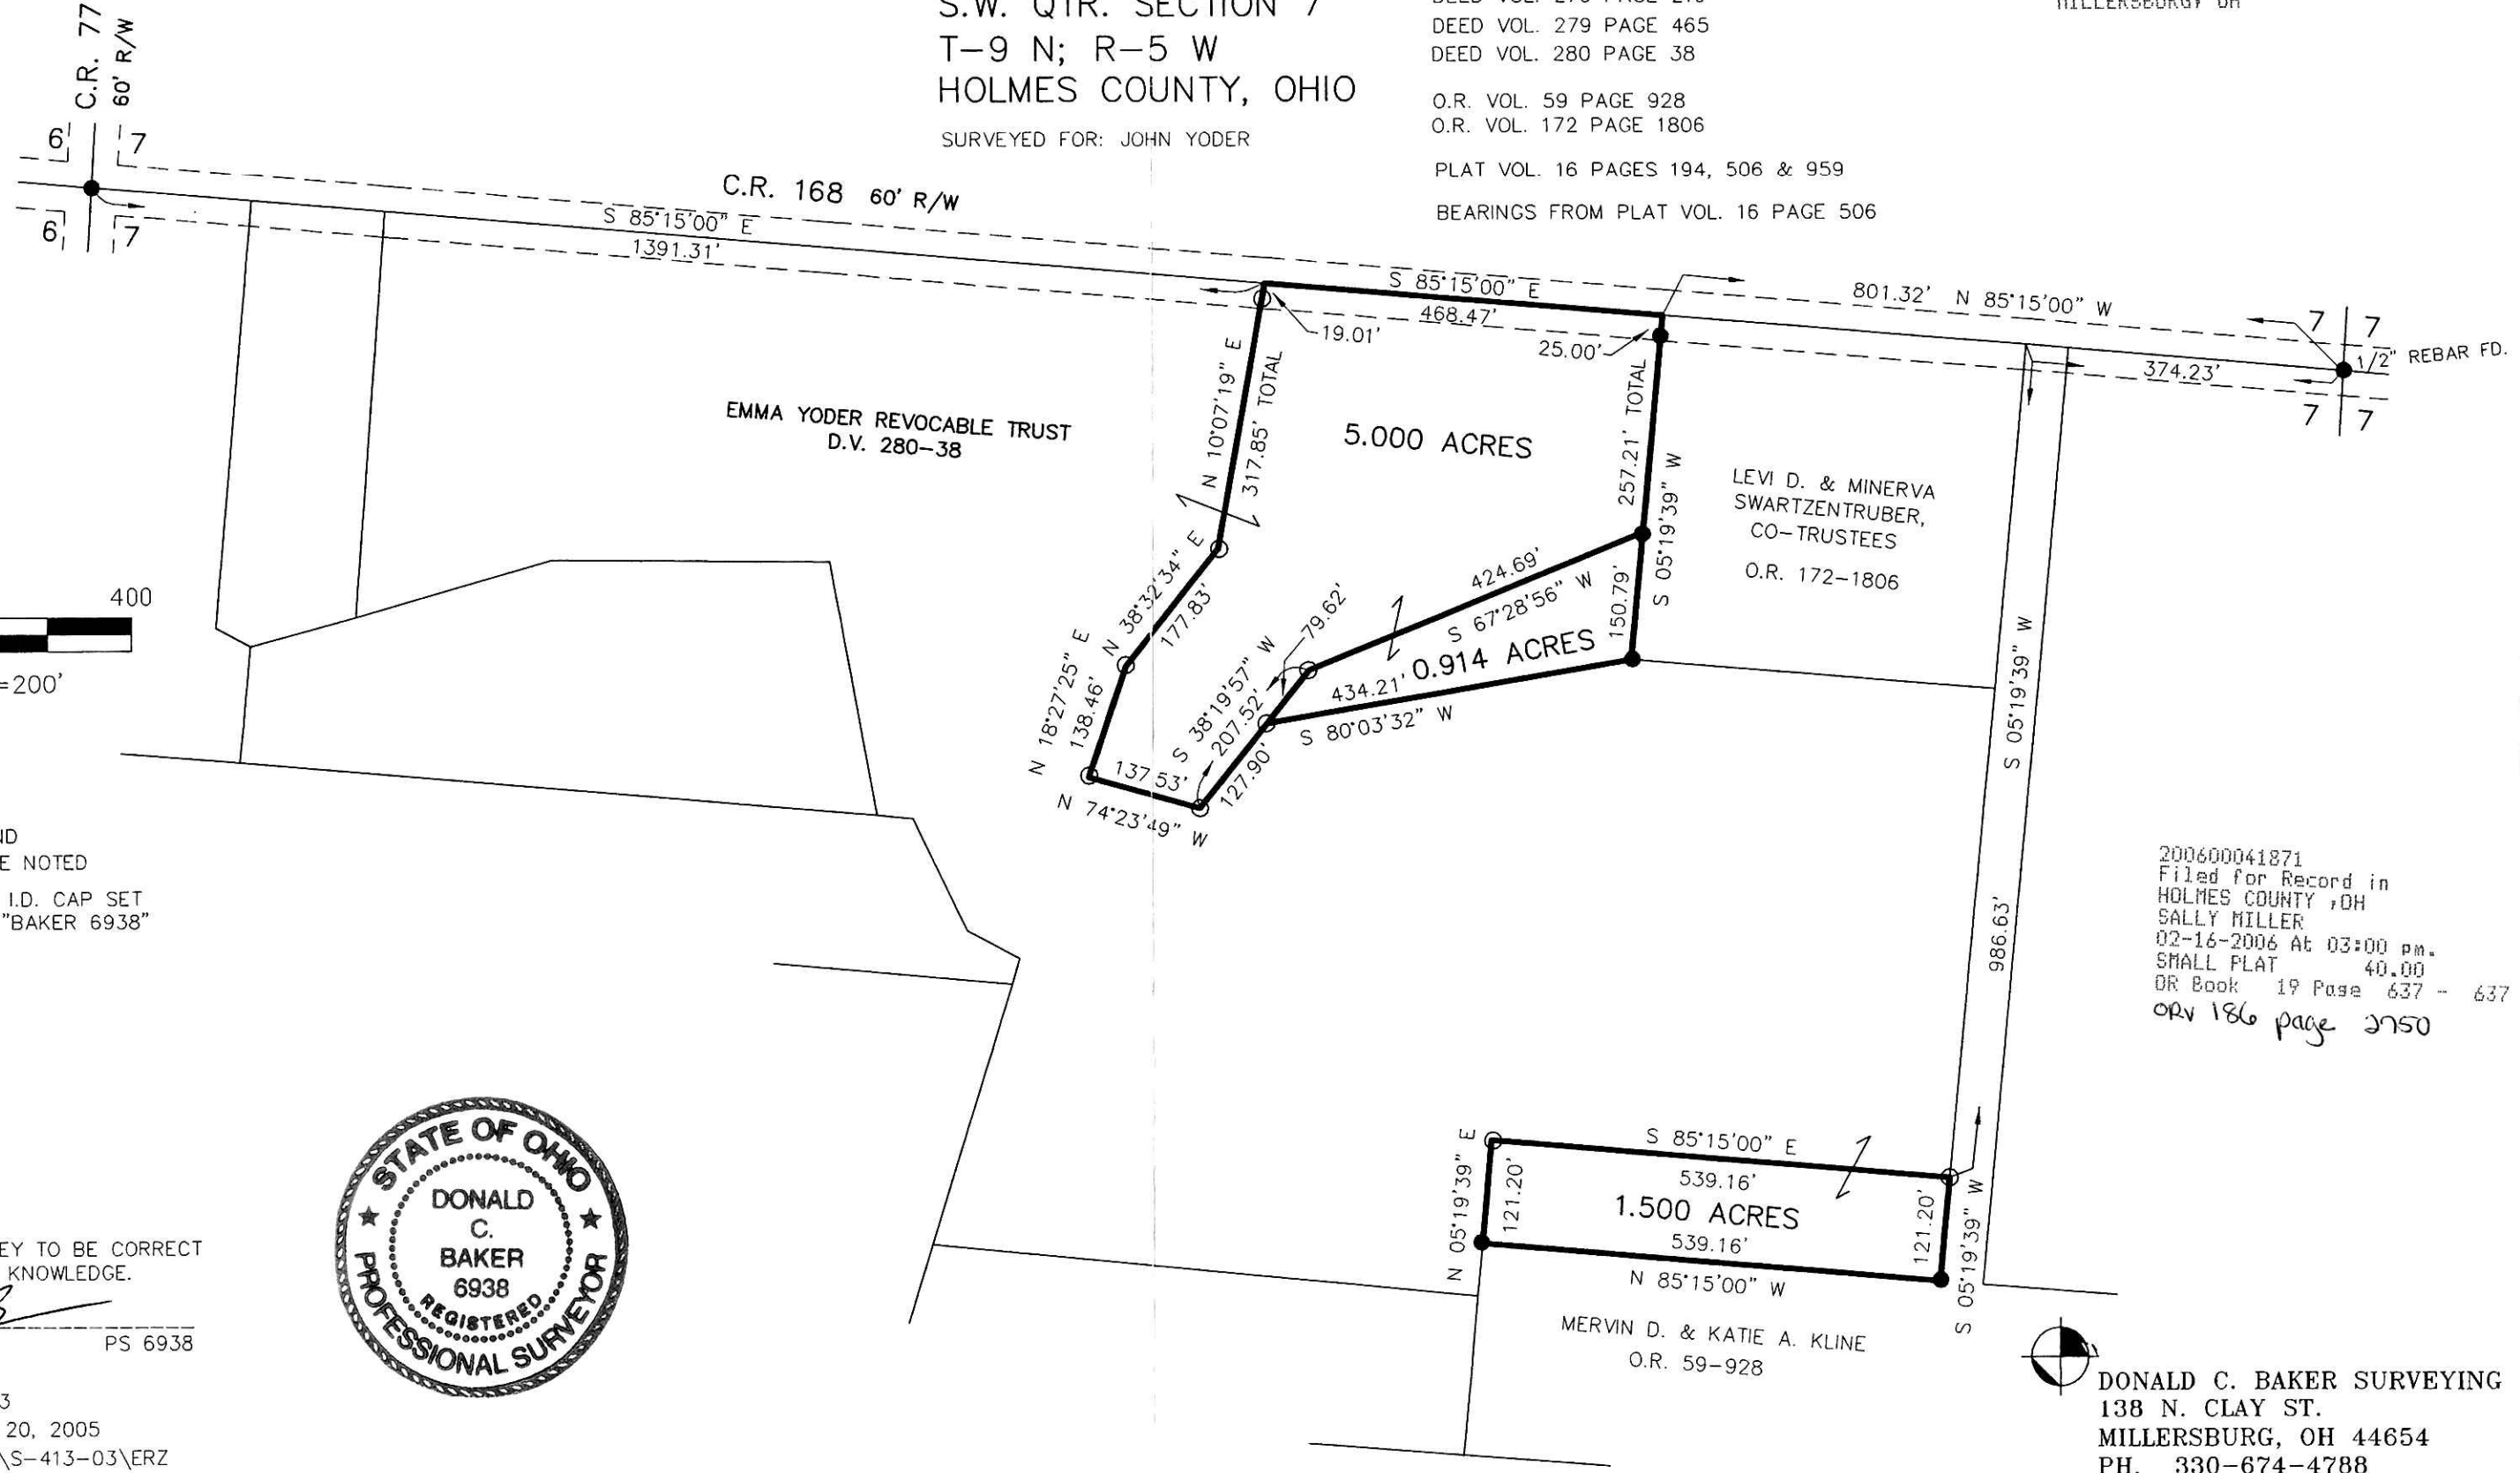 S.W. QTR. SECTION 7
T-9 N; R-5 W
HOLMES COUNTY, OHIO
SURVEYED FOR: JOHN YODER
DEED VOL. 279 PAGE 465
DEED VOL. 280 PAGE 38
O.R. VOL. 59 PAGE 928
O.R. VOL. 172 PAGE 1806
PLAT VOL. 16 PAGES 194, 506 & 959
BEARINGS FROM PLAT VOL. 16 PAGE 506
MILLERSBURG, OH
C.R. 77
60' R/W
6
7
6
7
C.R. 168 60' R/W
S 85°15'00" E
1391.31'
S 85°15'00" E
468.47'
19.01'
25.00'
801.32' N 85°15'00" W
7
7
1/2" REBAR FD.
374.23'
7
7
EMMA YODER REVOCABLE TRUST
D.V. 280-38
N 10°07'19" E
317.85' TOTAL
5.000 ACRES
257.21' TOTAL
S 05°19'39" W
LEVI D. & MINERVA
SWARTZENTRUBER,
CO-TRUSTEES
O.R. 172-1806
N 38°32'34" E
177.83'
424.69'
S 67°28'56" W
150.79'
79.62'
0.914 ACRES
434.21'
S 80°03'32" W
S 38°19'57" W
207.52'
127.90'
N 18°27'25" E
138.46'
137.53'
N 74°23'49" W
S 05°19'39" W
986.63'
400
=200'
ND
E NOTED
I.D. CAP SET
"BAKER 6938"
200600041871
Filed for Record in
HOLMES COUNTY ,OH
SALLY MILLER
02-16-2006 At 03:00 pm.
SMALL PLAT 40.00
OR Book 19 Page 637 - 637
ORV 186 page 2750
N 05°19'39" E
121.20'
S 85°15'00" E
539.16'
1.500 ACRES
539.16'
N 85°15'00" W
121.20'
S 05°19'39" W
MERVIN D. & KATIE A. KLINE
O.R. 59-928
STATE OF OHIO
DONALD
C.
BAKER
6938
REGISTERED
PROFESSIONAL SURVEYOR
EY TO BE CORRECT
KNOWLEDGE.
PS 6938
3
20, 2005
\S-413-03\ERZ
DONALD C. BAKER SURVEYING
138 N. CLAY ST.
MILLERSBURG, OH 44654
PH. 330-674-4788